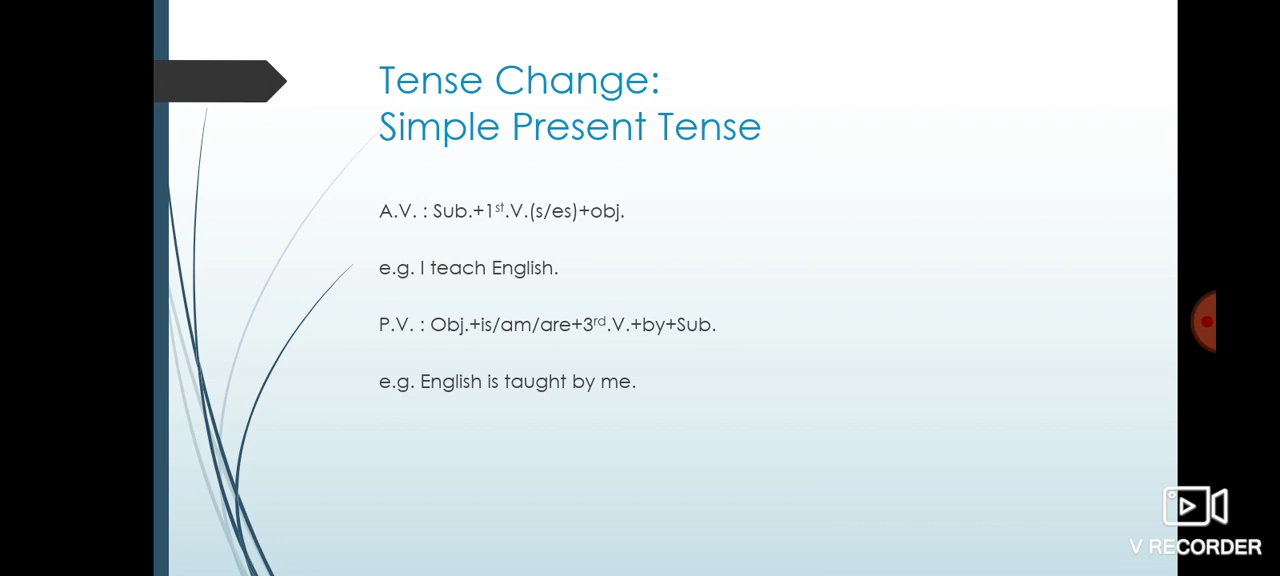 Tense Change:
Simple Present Tense
A.V. : Sub.+1st.V.(s/es)+obj.
e.g. I teach English.
P.V. : Obj.+is/am/are+3rd.V.+by+Sub.
e.g. English is taught by me.
V RECORDER